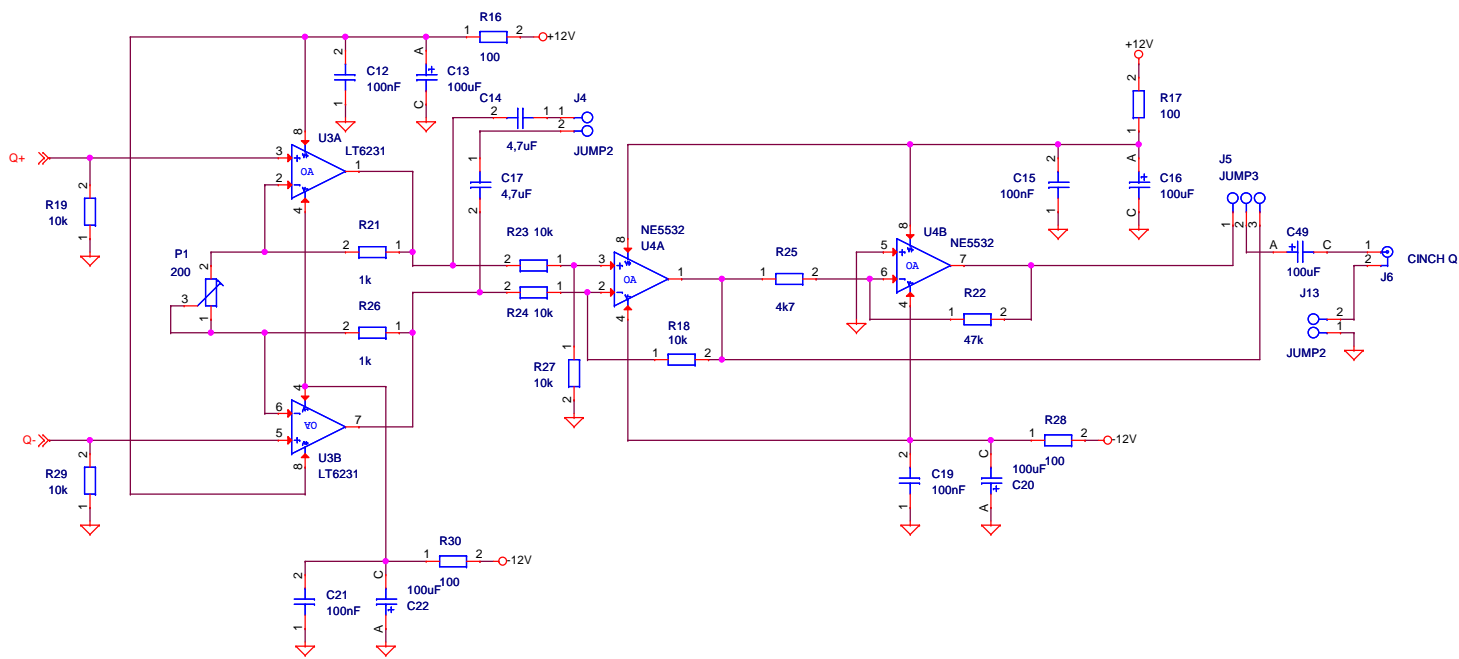 R16
1 2
+12V
100
2
C12
100nF
1
A
C13
100uF
C
C14
2 1
4,7uF
J4
1
2
JUMP2
+12V
2
R17
100
1
Q+
2
R19
10k
1
U3A
LT6231
8
3
2
1
4
OA
1
C17
4,7uF
2
R21
2 1
1k
P1
200
2
3
1
R26
2 1
1k
R23 10k
2 1
2 1
R24 10k
NE5532
U4A
8
3
2
1
4
OA
R18
10k
1 2
1
R27
10k
2
R25
1 2
4k7
U4B
NE5532
8
5
6
7
4
OA
R22
1 2
47k
2
C15
100nF
1
A
C16
100uF
C
J5
JUMP3
1
2
3
C49
A C
100uF
1
2
J6
CINCH Q
J13
2
1
JUMP2
Q-
2
R29
10k
1
4
6
5
7
8
OA
U3B
LT6231
R28
1 2
-12V
100
2
C19
100nF
1
C
100uF
C20
A
R30
1 2
-12V
100
2
C21
100nF
1
C
100uF
C22
A